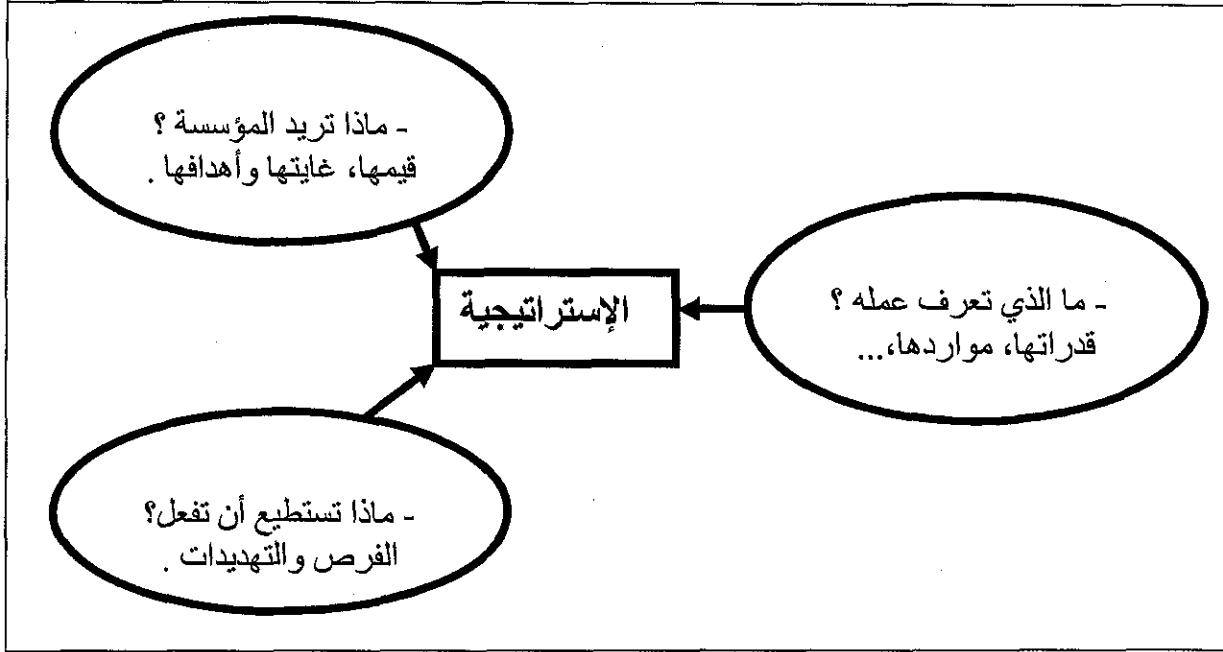 - ماذا تريد المؤسسة ؟
قيمها، غايتها وأهدافها .
- ما الذي تعرف عمله ؟
قدراتها، مواردها،...
الإستراتيجية
- ماذا تستطيع أن تفعل؟
الفرص والتهديدات .